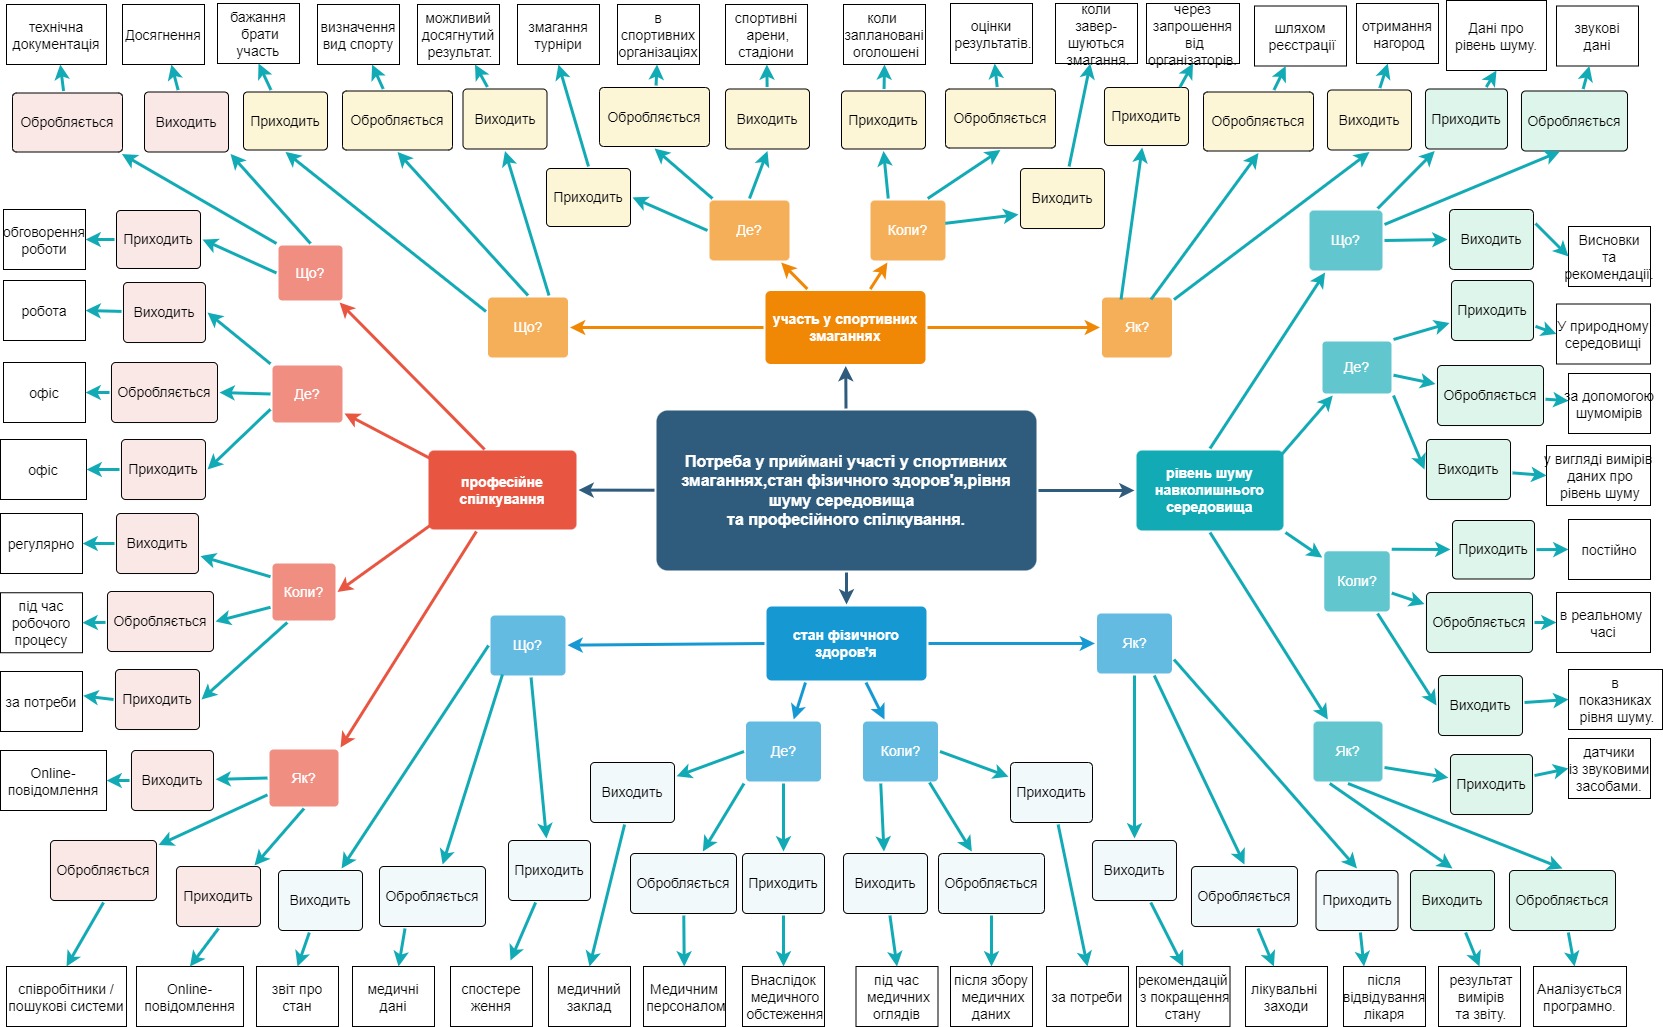 технічна
документація
Досягнення
бажання
брати
участь
визначення
вид спорту
можливий
досягнутий
результат.
змагання
турніри
в
спортивних
організаціях
спортивні
арени,
стадіони
коли
заплановані
оголошені
оцінки
результатів.
коли
завер-
шуються
змагання.
через
запрошення
від
організаторів.
шляхом
реєстрації
отримання
нагород
Дані про
рівень шуму.
звукові
дані
Обробляється
Виходить
Приходить
Обробляється
Виходить
Обробляється
Виходить
Приходить
Обробляється
Приходить
Обробляється
Виходить
Приходить
Обробляється
Приходить
Виходить
обговорення
роботи
Приходить
Що?
Де?
Коли?
Що?
Виходить
Висновки
та
рекомендації.
робота
Виходить
Що?
участь у спортивних
змаганнях
Як?
Приходить
У природному
середовищі
офіс
Обробляється
Де?
Де?
Обробляється
за допомогою
шумомірів
офіс
Приходить
професійне
спілкування
Потреба у приймані участі у спортивних
змаганнях,стан фізичного здоров'я,рівня
шуму середовища
та професійного спілкування.
рівень шуму
навколишнього
середовища
Виходить
у вигляді вимірів
даних про
рівень шуму
регулярно
Виходить
Приходить
постійно
Коли?
Коли?
під час
робочого
процесу
Обробляється
Обробляється
в реальному
часі
Що?
стан фізичного
здоров'я
Як?
за потреби
Приходить
Виходить
в
показниках
рівня шуму.
Online-
повідомлення
Виходить
Як?
Де?
Коли?
Як?
Приходить
датчики
із звуковими
засобами.
Виходить
Приходить
Обробляється
Приходить
Виходить
Обробляється
Приходить
Обробляється
Приходить
Виходить
Обробляється
Виходить
Обробляється
Приходить
Виходить
Обробляється
співробітники /
пошукові системи
Online-
повідомлення
звіт про
стан
медичні
дані
спостере
ження
медичний
заклад
Медичним
персоналом
Внаслідок
медичного
обстеження
під час
медичних
оглядів
після збору
медичних
даних
за потреби
рекомендацій
з покращення
стану
лікувальні
заходи
після
відвідування
лікаря
результат
вимірів
та звіту.
Аналізується
програмно.